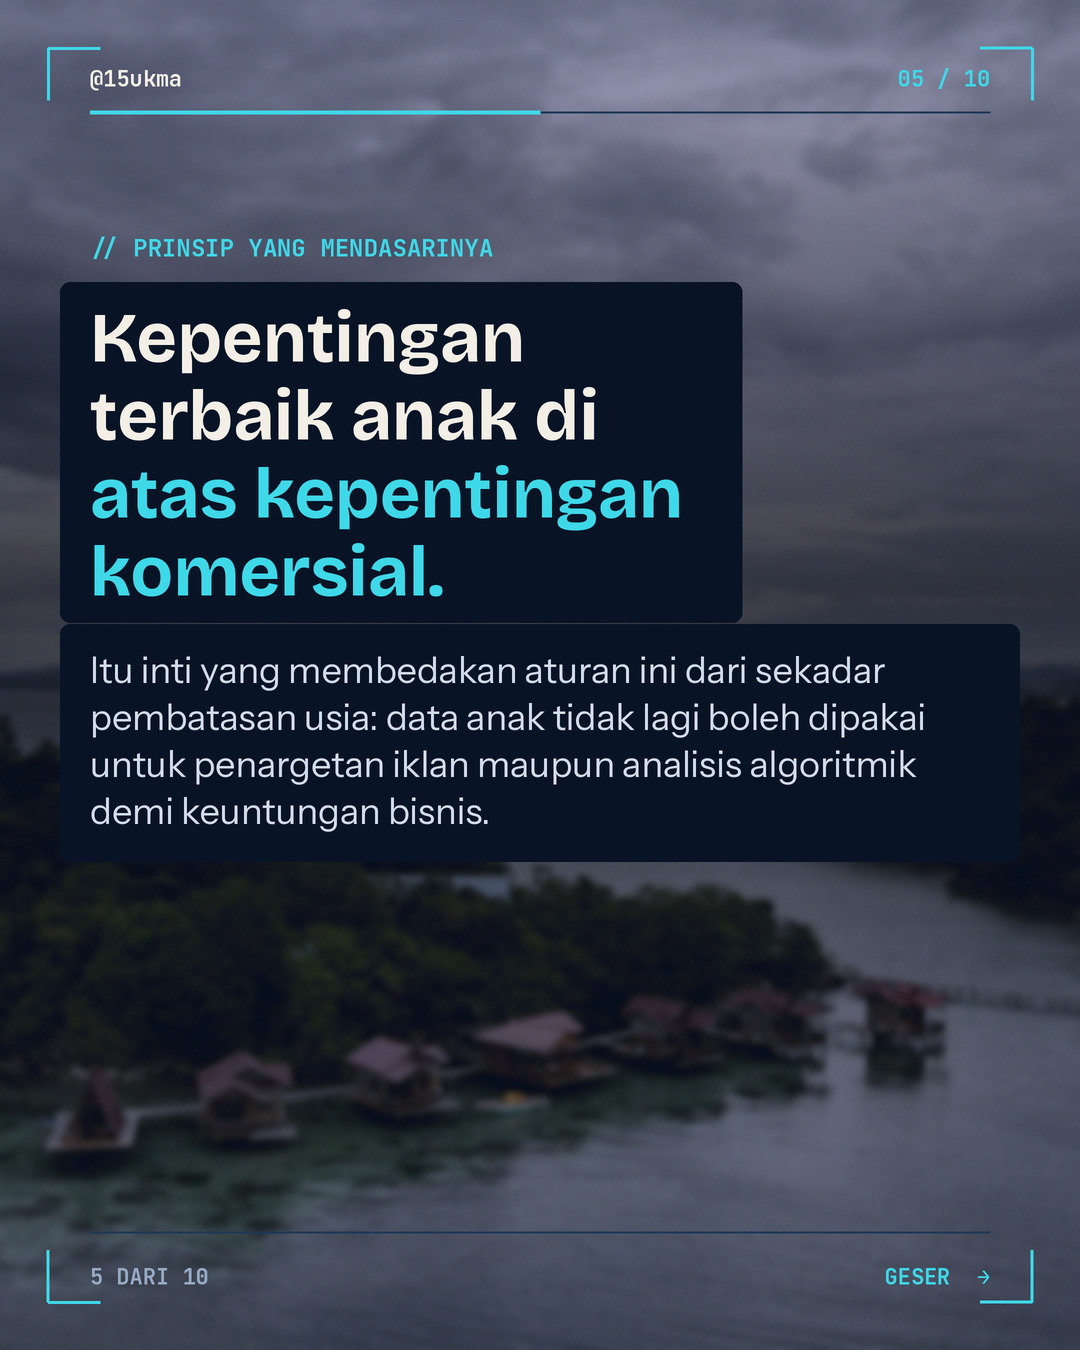 @15ukma
05 / 10
// PRINSIP YANG MENDASARINYA
Kepentingan
terbaik anak di
atas kepentingan
komersial.
Itu inti yang membedakan aturan ini dari sekadar
pembatasan usia: data anak tidak lagi boleh dipakai
untuk penargetan iklan maupun analisis algoritmik
demi keuntungan bisnis.
5 DARI 10
GESER →